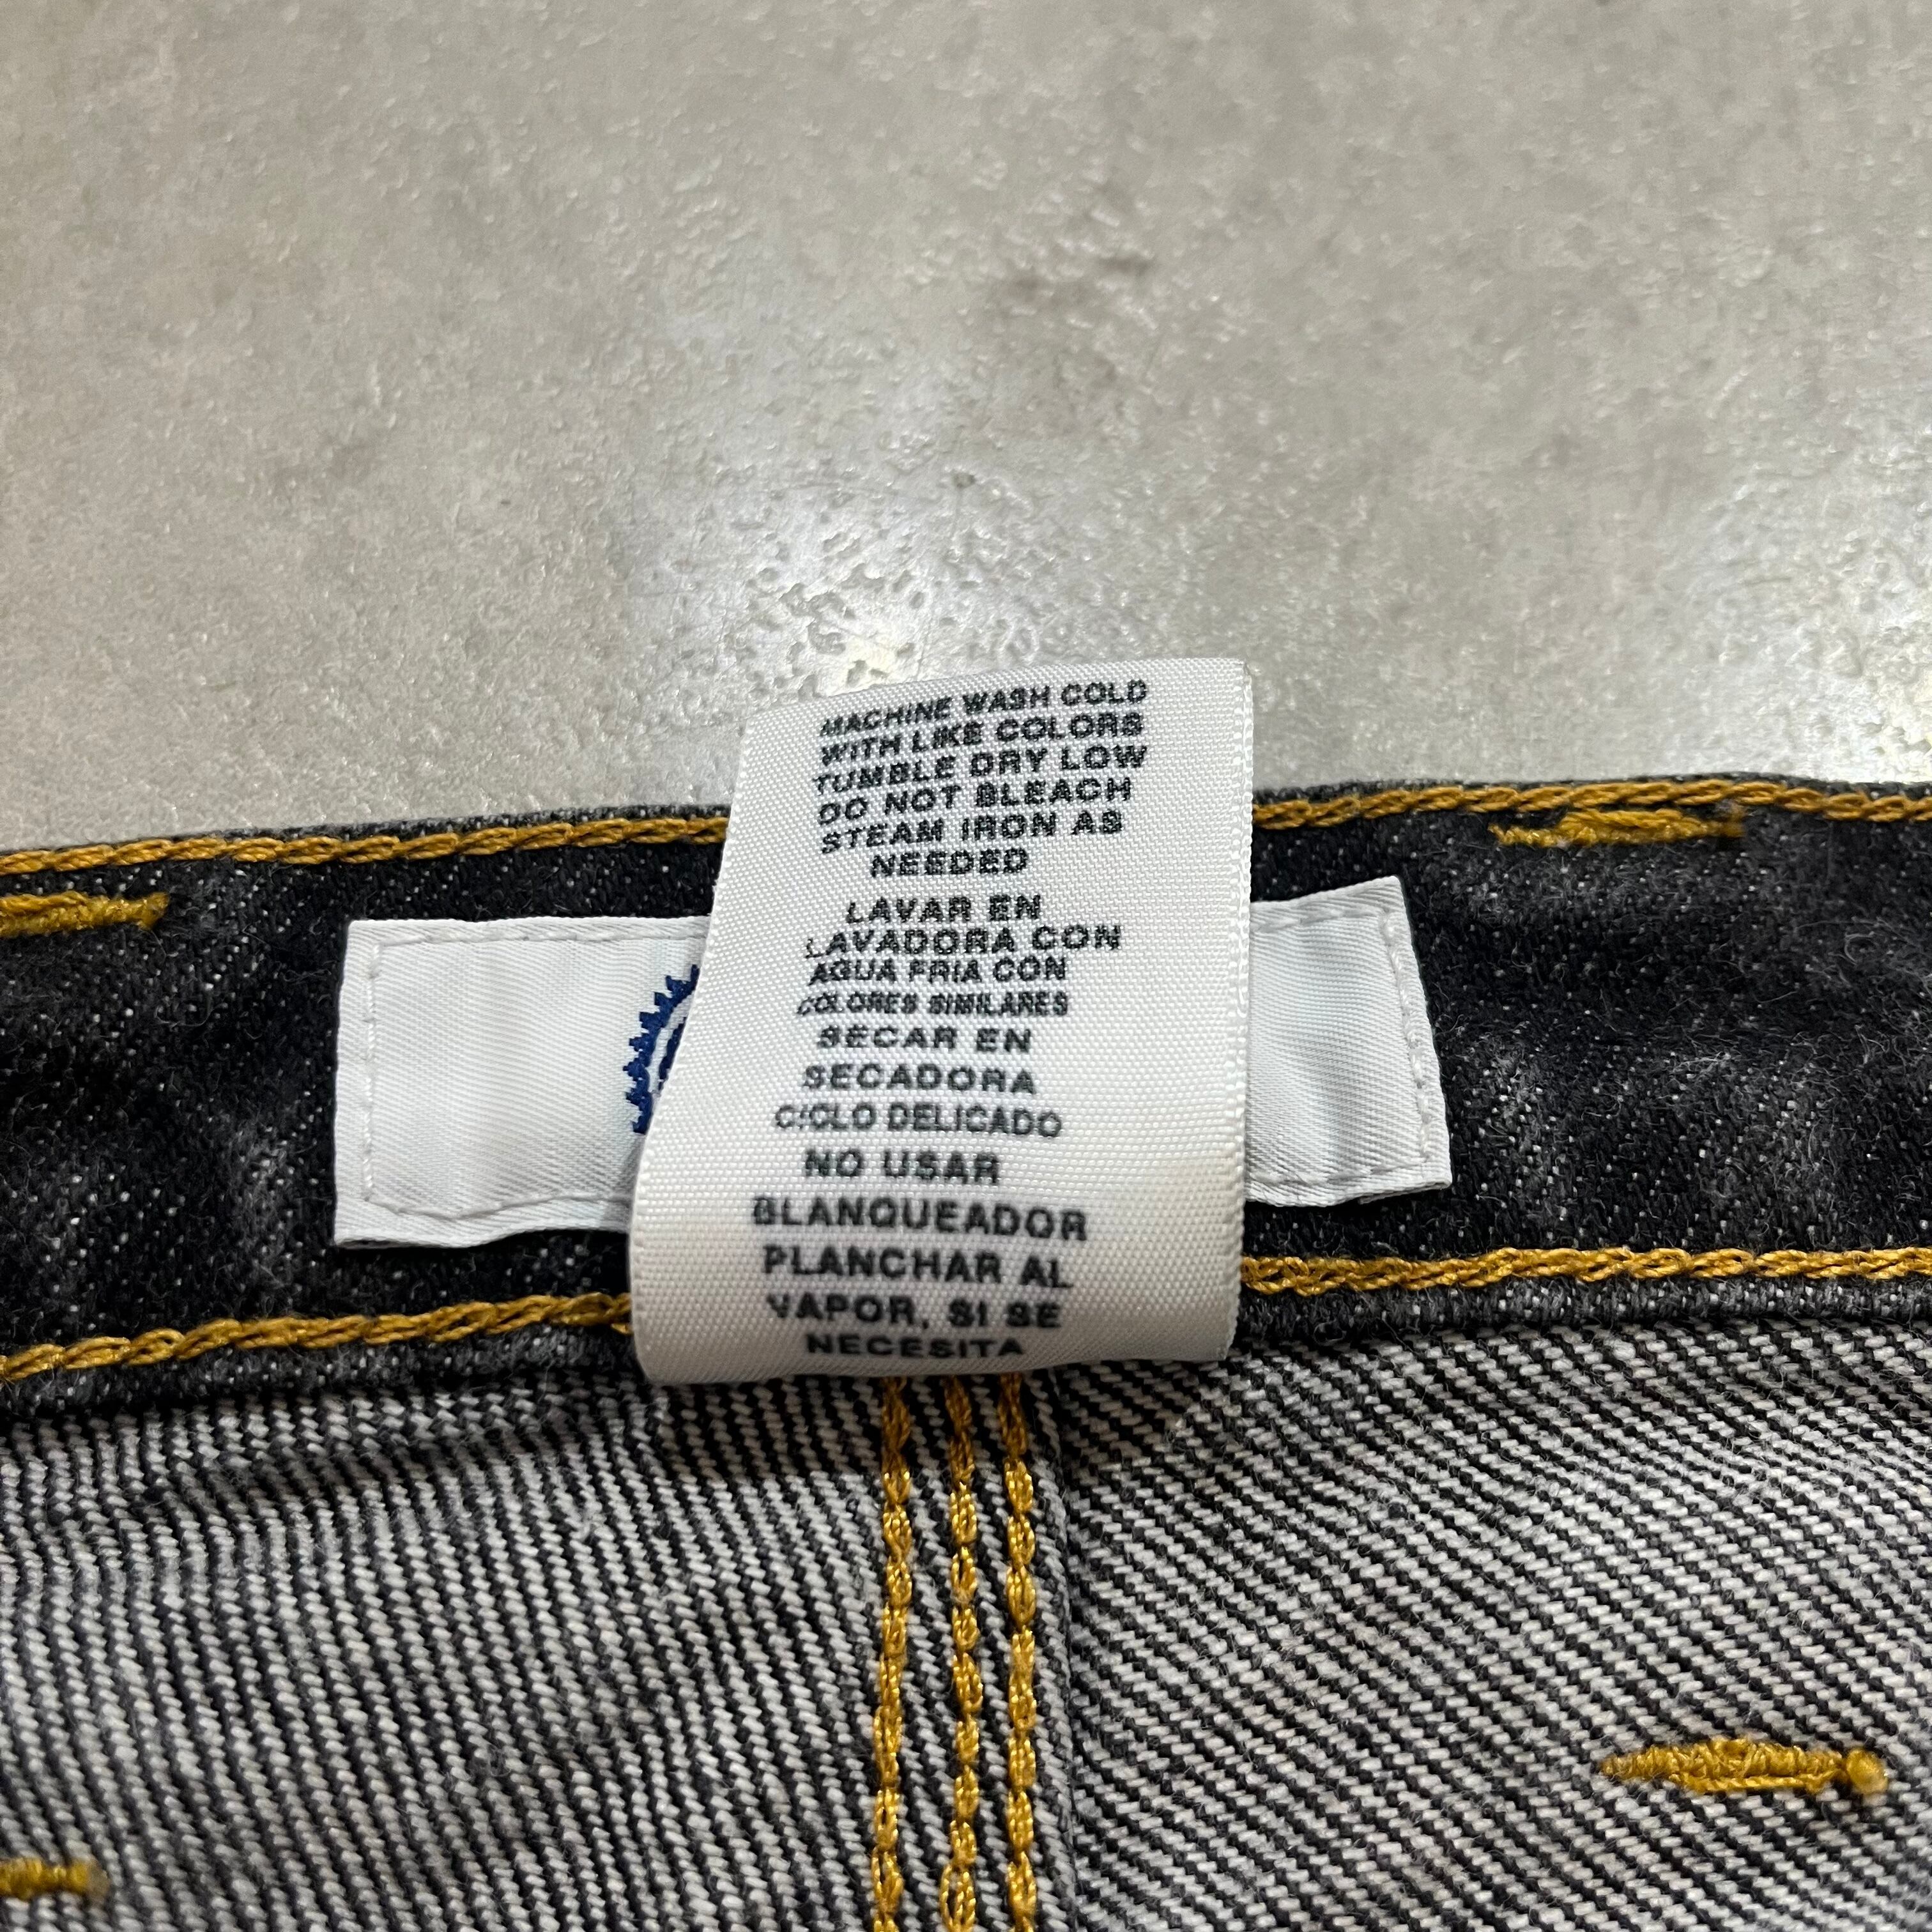 MACHINE WASH COLD
WITH LIKE COLORS
TUMBLE DRY LOW
DO NOT BLEACH
STEAM IRON AS
NEEDED
LAVAR EN
LAVADORA CON
AGUA FRIA CON
COLORES SIMILARES
SECAR EN
SECADORA
CICLO DELICADO
NO USAR
BLANQUEADOR
PLANCHAR AL
VAPOR, SI SE
NECESITA